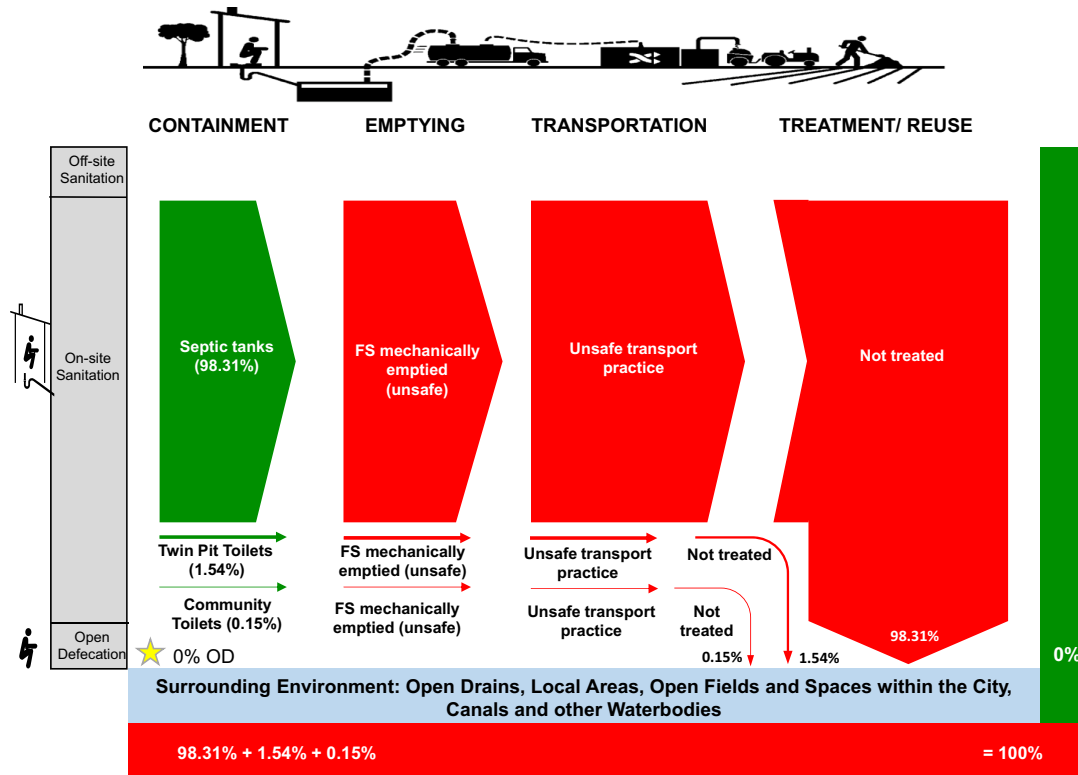 CONTAINMENT
EMPTYING
TRANSPORTATION
TREATMENT/ REUSE
Off-site
Sanitation
On-site
Sanitation
Open
Defecation
Septic tanks
(98.31%)
FS mechanically
emptied
(unsafe)
Unsafe transport
practice
Not treated
Twin Pit Toilets
(1.54%)
FS mechanically
emptied (unsafe)
Unsafe transport
practice
Not treated
Community
Toilets (0.15%)
FS mechanically
emptied (unsafe)
Unsafe transport
practice
Not
treated
98.31%
0% OD
0.15%
1.54%
0%
Surrounding Environment: Open Drains, Local Areas, Open Fields and Spaces within the City,
Canals and other Waterbodies
98.31% + 1.54% + 0.15%
= 100%